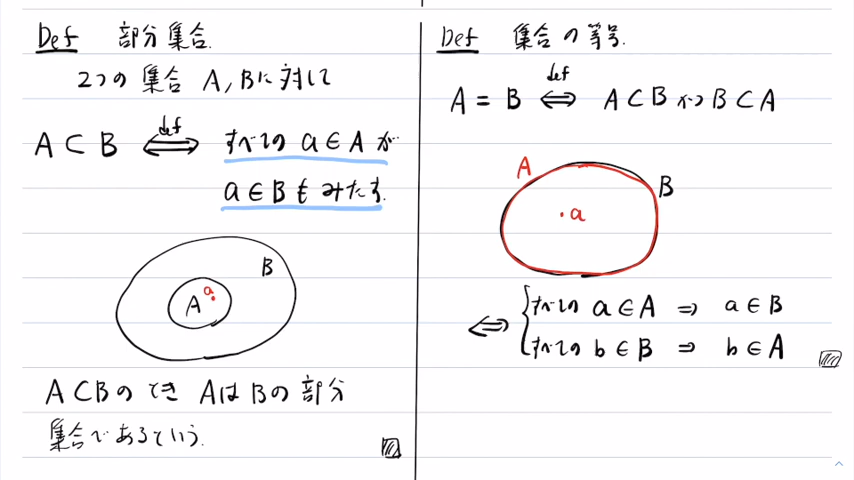 Def 部分集合.
2つの集合 A, Bに対して
def
A ⊂ B ⟺ すべての a ∈ A が
a ∈ B もみたす.
B
A a
A ⊂ B のとき Aは Bの部分
集合であるという.
Def 集合の等号.
def
A = B ⟺ A ⊂ B かつ B ⊂ A
A
B
a
⟺ { すべての a ∈ A ⇒ a ∈ B
すべての b ∈ B ⇒ b ∈ A